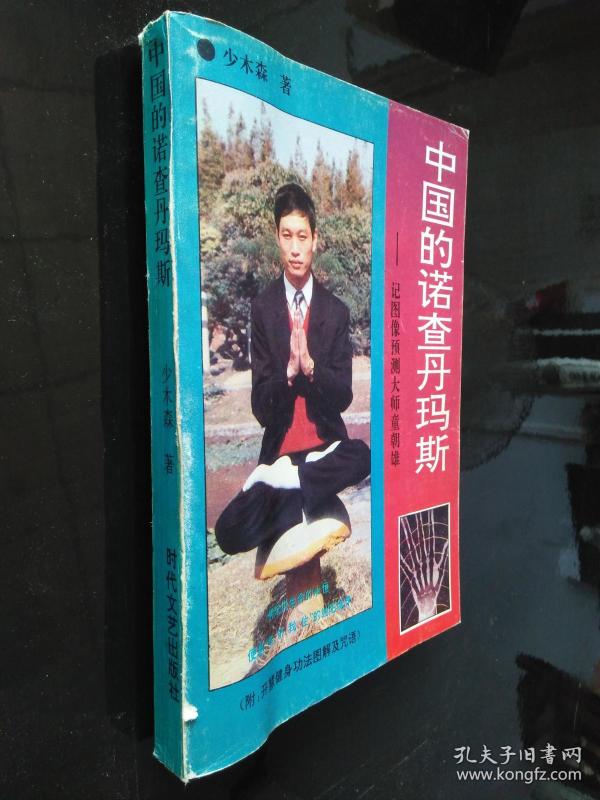 中国的诺查丹玛斯
少木森 著
时代文艺出版社
少木森 著
中国的诺查丹玛斯
——记图像预测大师童朝雄
(附：开慧健身功法图解及咒语)
孔夫子旧书网
www.kongfz.com